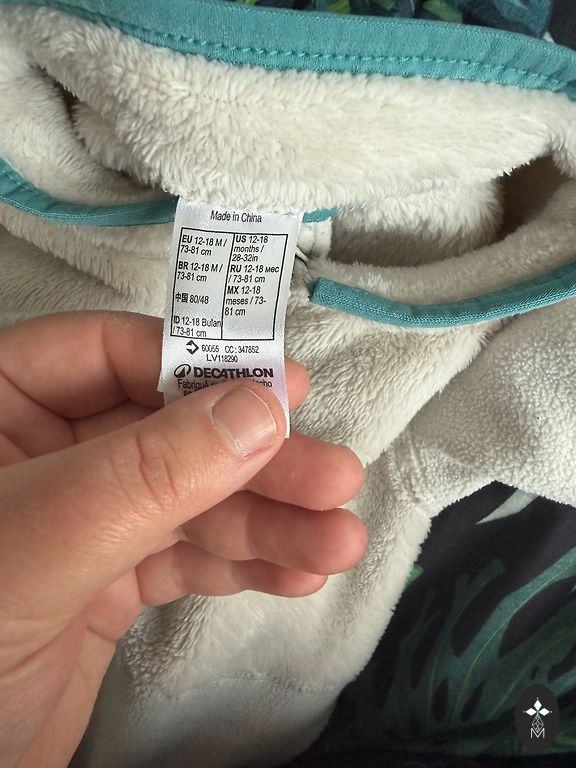 Made in China
EU 12-18 M /
73-81 cm
BR 12-18 M /
73-81 cm
中国 80/48
ID 12-18 Bulan
/ 73-81 cm
US 12-18
months /
28-32in
RU 12-18 мес
/ 73-81 cm
MX 12-18
meses / 73-
81 cm
60055 CC: 347852
LV118290
DECATHLON
Fabriqué
M